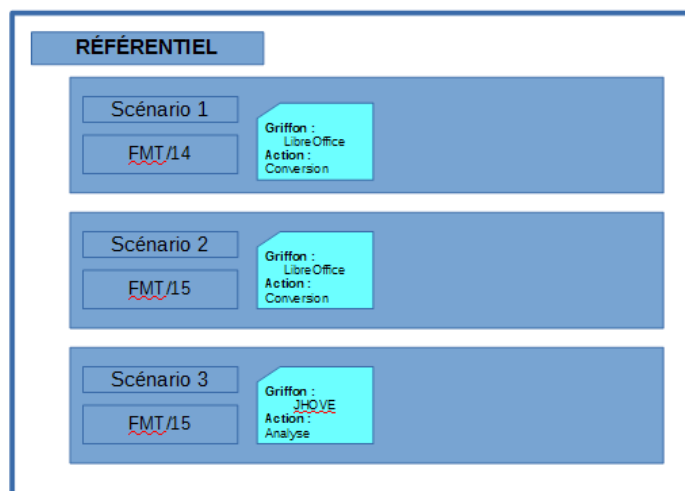 RÉFÉRENTIEL
Scénario 1
FMT/14
Griffon :
LibreOffice
Action :
Conversion
Scénario 2
FMT/15
Griffon :
LibreOffice
Action :
Conversion
Scénario 3
FMT/15
Griffon :
JHOVE
Action :
Analyse